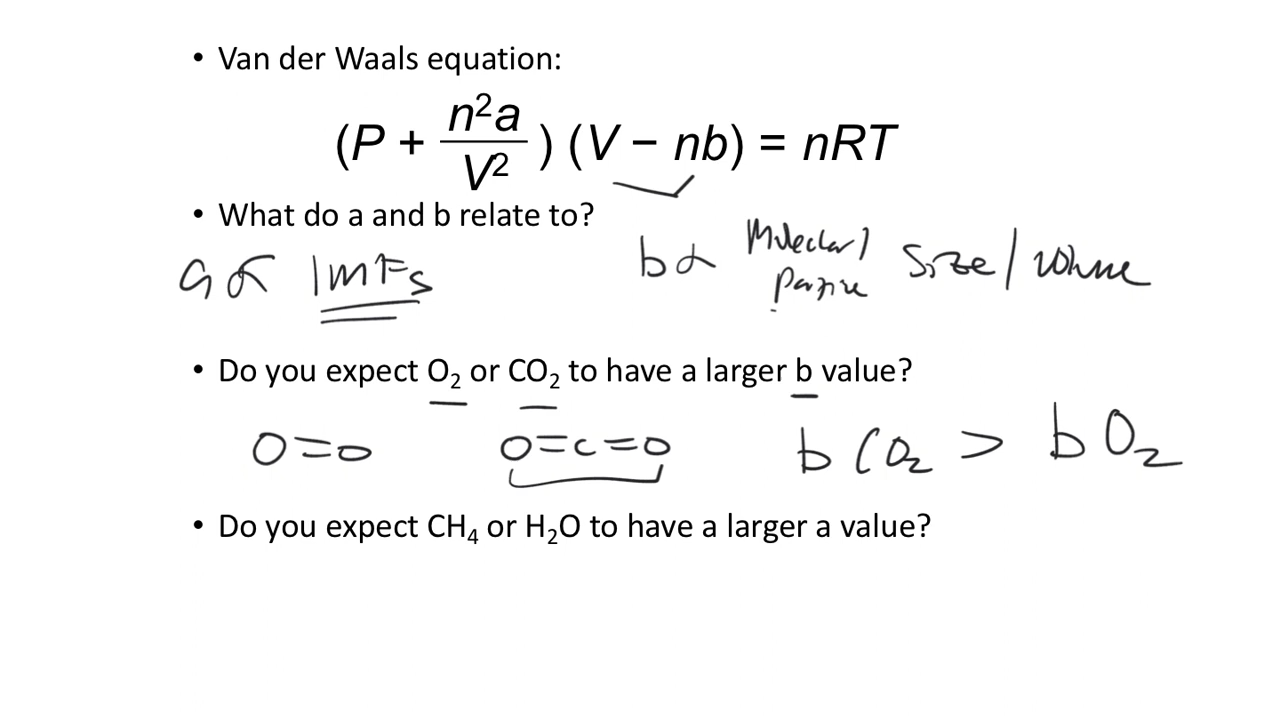 • Van der Waals equation:
(P + n²a / V²) (V − nb) = nRT
• What do a and b relate to?
a ∝ IMFs
b ∝ Molecular / Size / volume
• Do you expect O₂ or CO₂ to have a larger b value?
O=O O=C=O b CO₂ > b O₂
• Do you expect CH₄ or H₂O to have a larger a value?